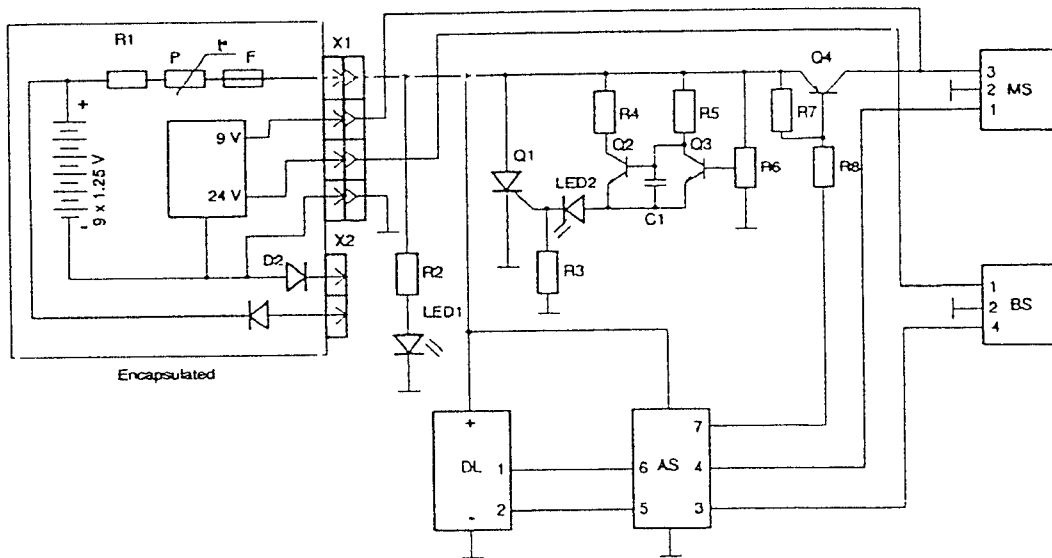 R1
P
F
X1
9 V
24 V
+
9 x 1.25 V
-
D2
X2
Encapsulated
R2
LED1
Q1
LED2
R3
R4
Q2
R5
Q3
C1
R6
R7
Q4
R8
3
2
1
MS
1
2
4
BS
+
DL
1
2
-
7
6
AS
4
5
3